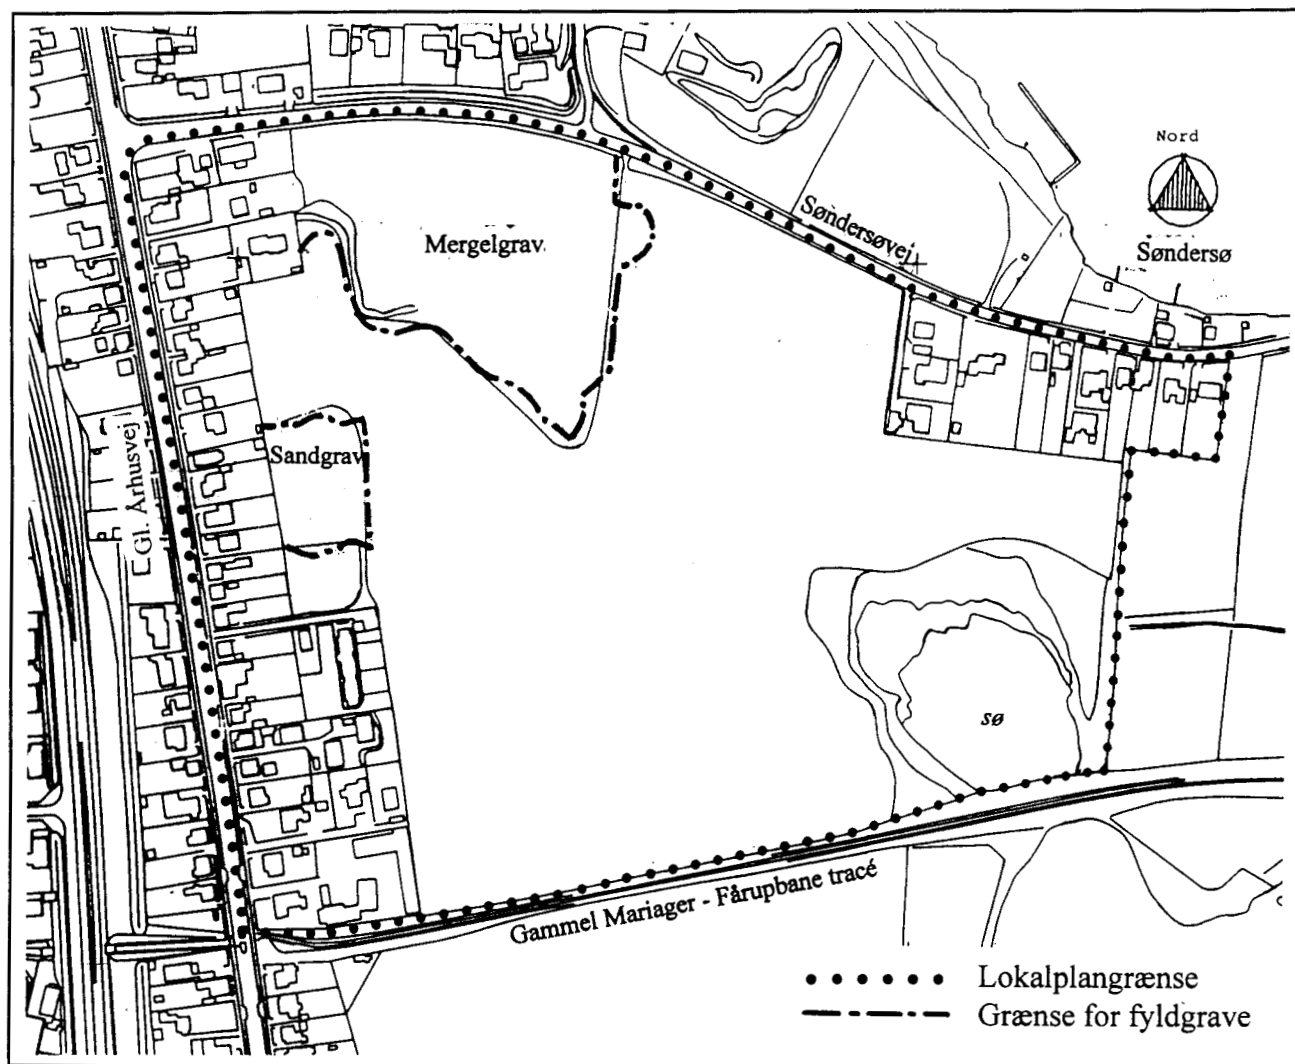 Nord
Søndersø
Søndersøvej
Mergelgrav
Sandgrav
Gl. Århusvej
sø
Gammel Mariager - Fårupbane tracé
Lokalplangrænse
Grænse for fyldgrave